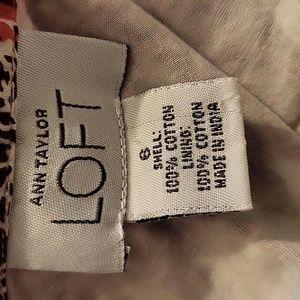 ANN TAYLOR
LOFT
6
SHELL:
100% COTTON
LINING:
100% COTTON
MADE IN INDIA